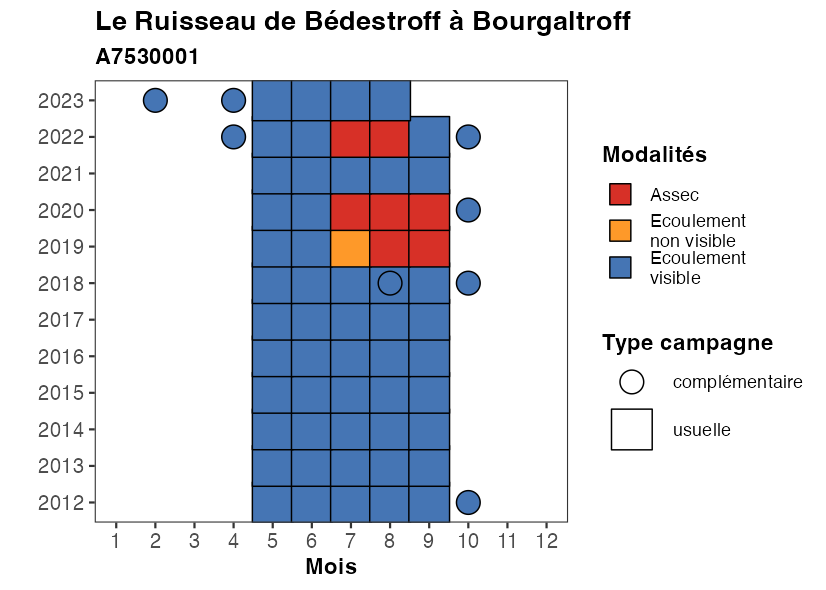 Le Ruisseau de Bédestroff à Bourgaltroff
A7530001
2023
2022
2021
2020
2019
2018
2017
2016
2015
2014
2013
2012
1 2 3 4 5 6 7 8 9 10 11 12
Mois
Modalités
Assec
Ecoulement
non visible
Ecoulement
visible
Type campagne
complémentaire
usuelle